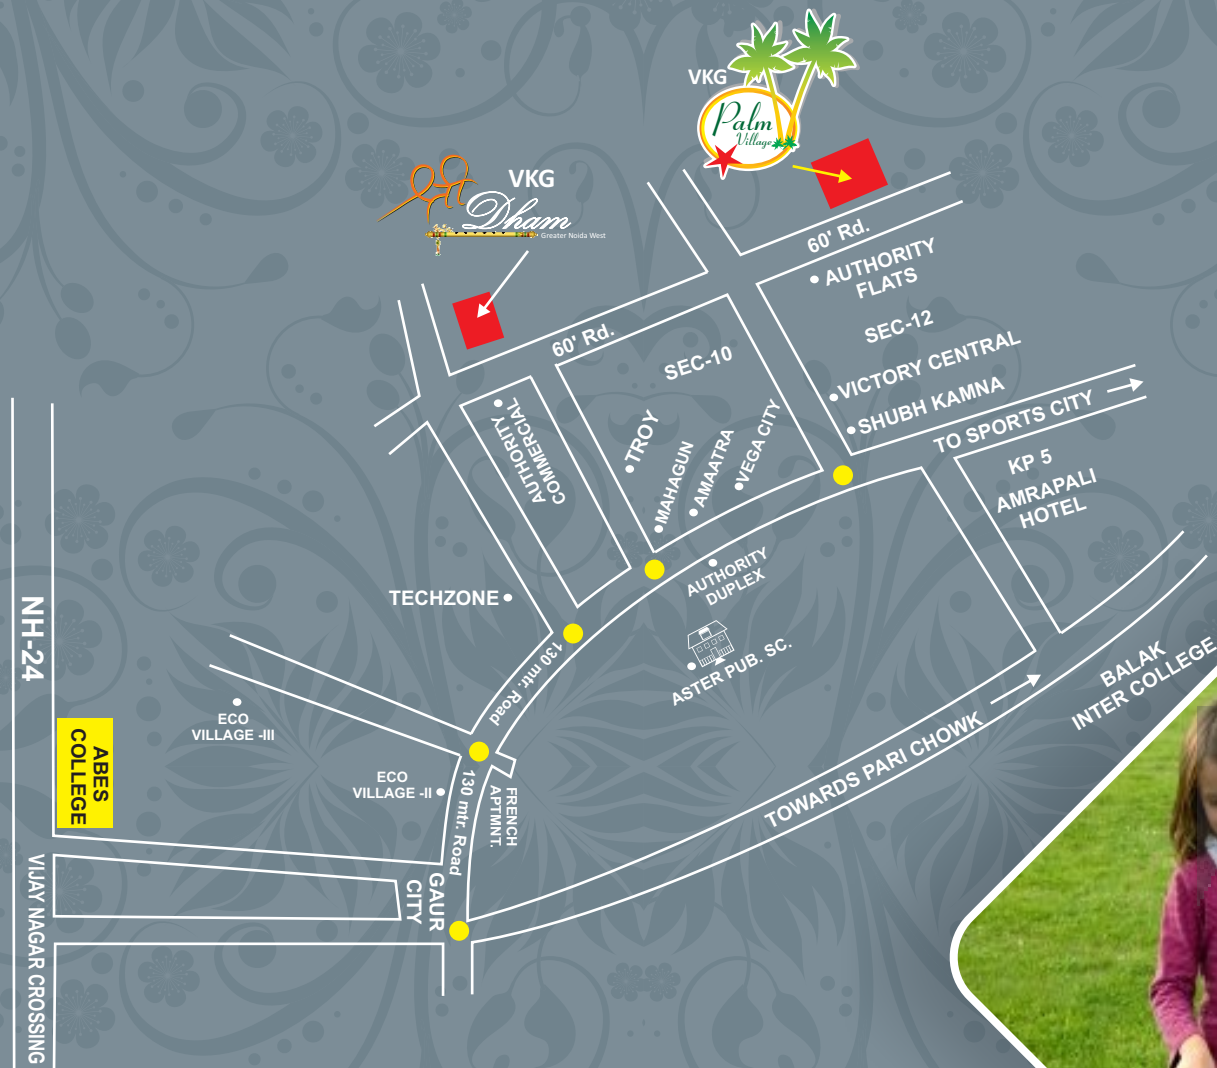 VKG
Palm
Village
श्री
VKG
Dham
Greater Noida West
60' Rd.
AUTHORITY
FLATS
SEC-12
60' Rd.
SEC-10
VICTORY CENTRAL
SHUBH KAMNA
TO SPORTS CITY
AUTHORITY
COMMERCIAL
TROY
MAHAGUN
AMAATRA
VEGA CITY
KP 5
AMRAPALI
HOTEL
AUTHORITY
DUPLEX
TECHZONE
NH-24
130 mtr. Road
ASTER PUB. SC.
BALAK
INTER COLLEGE
ECO
VILLAGE -III
ABES
COLLEGE
ECO
VILLAGE -II
130 mtr. Road
FRENCH
APTMNT.
TOWARDS PARI CHOWK
GAUR
CITY
VIJAY NAGAR CROSSING